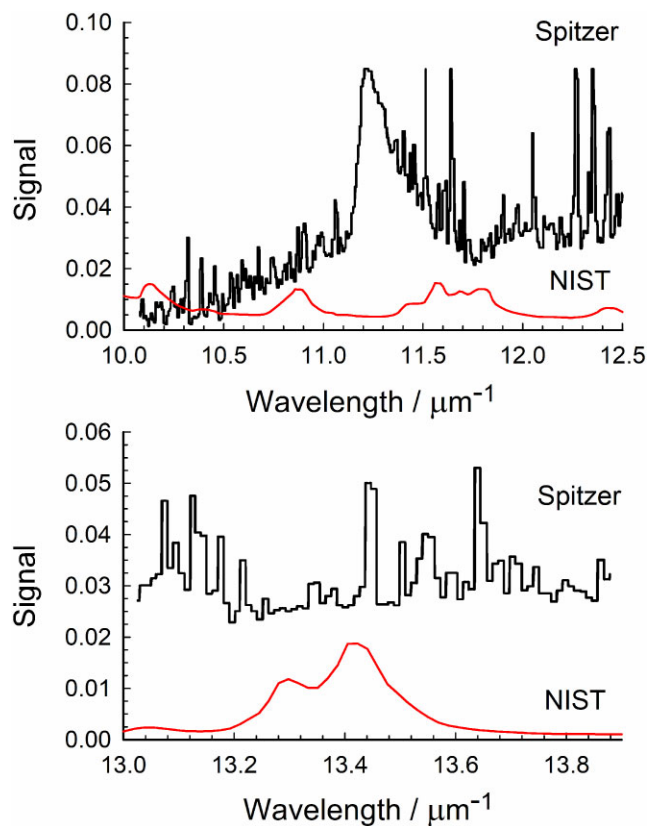 0.10
Spitzer
0.08
0.06
Signal
0.04
0.02
NIST
0.00
10.0 10.5 11.0 11.5 12.0 12.5
Wavelength / μm-1
0.06
0.05
Spitzer
0.04
Signal
0.03
0.02
0.01
NIST
0.00
13.0 13.2 13.4 13.6 13.8
Wavelength / μm-1